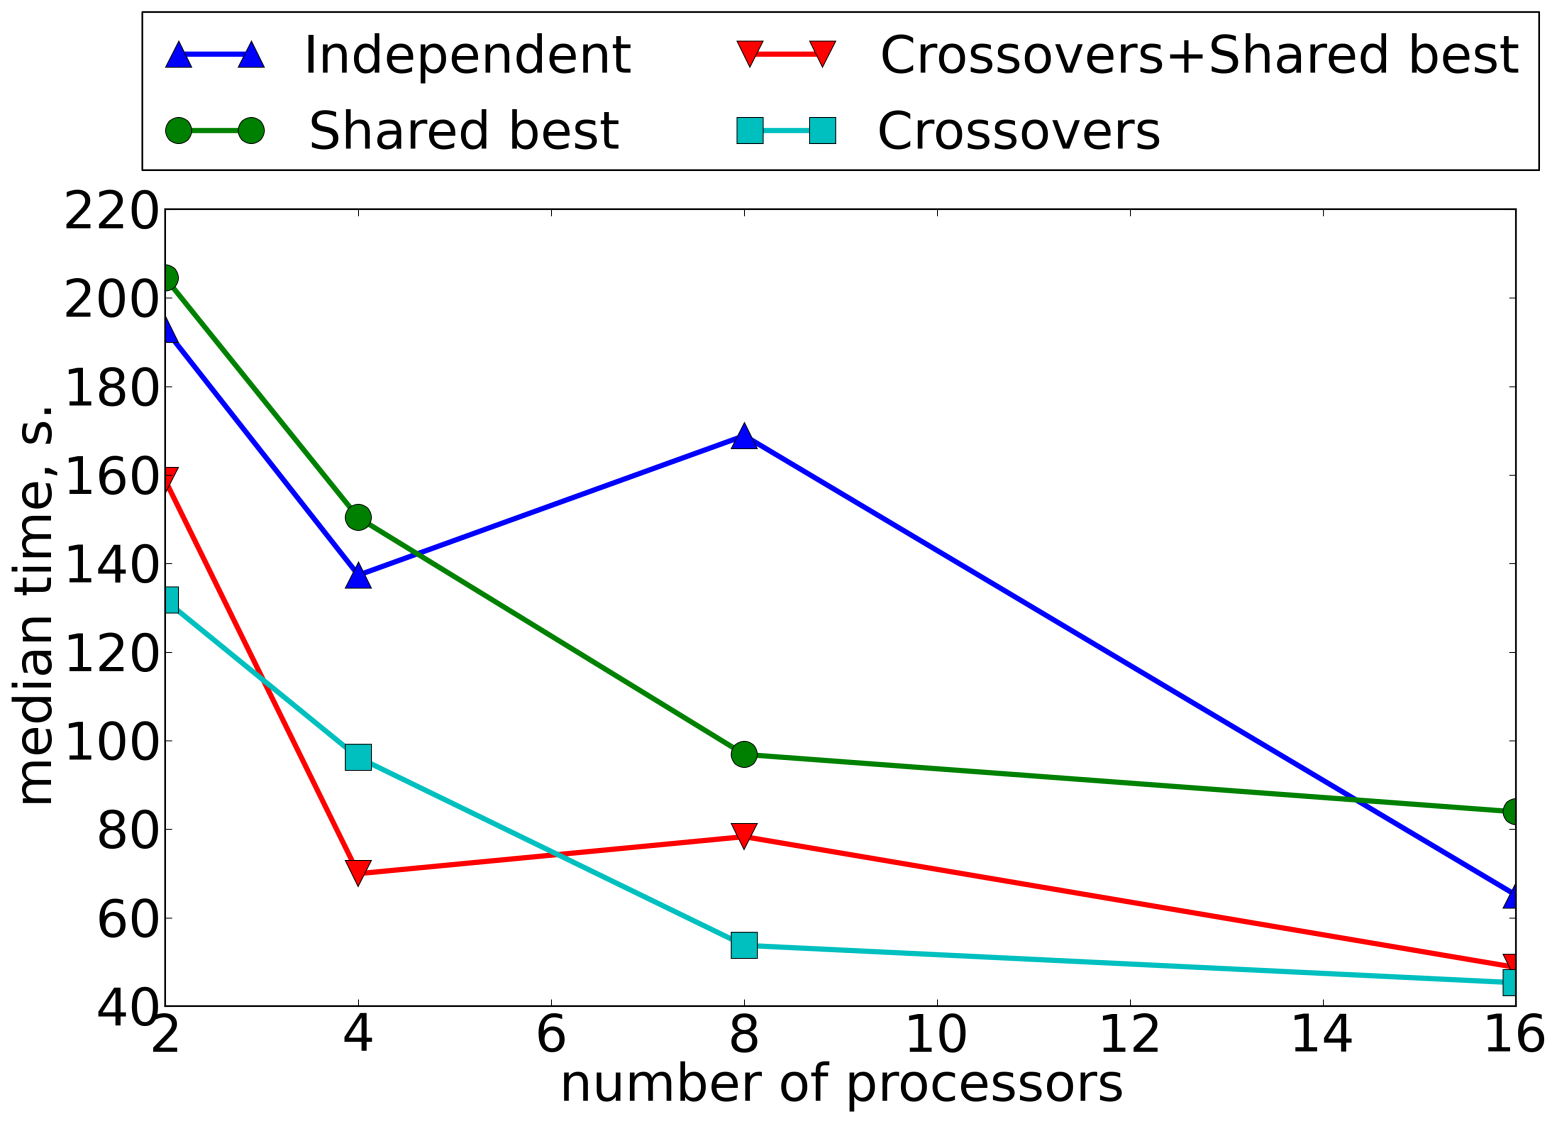 Independent
Crossovers+Shared best
Shared best
Crossovers
220
200
180
160
140
120
100
80
60
40
median time, s.
2 4 6 8 10 12 14 16
number of processors